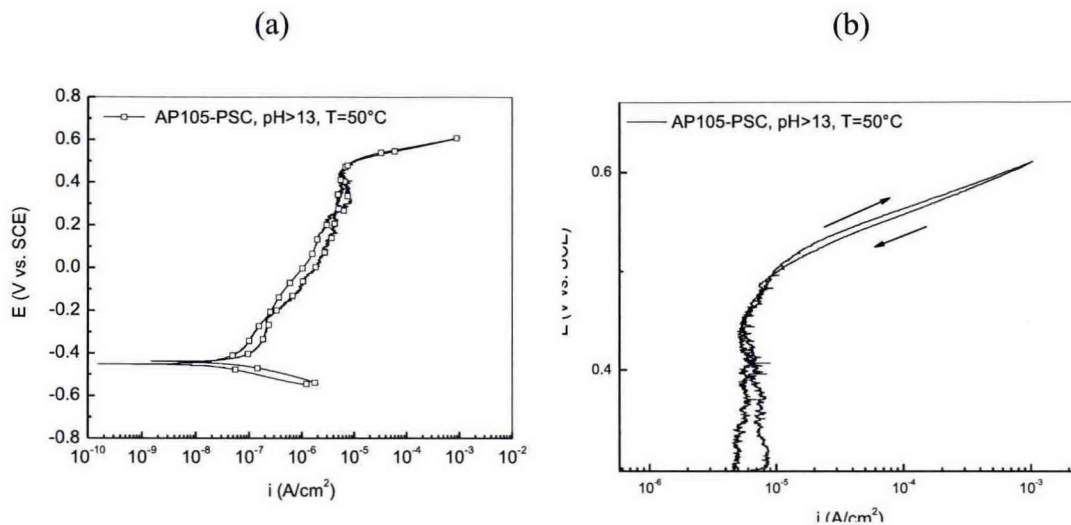 (a)
(b)
AP105-PSC, pH>13, T=50°C
E (V vs. SCE)
0.8
0.6
0.4
0.2
0.0
-0.2
-0.4
-0.6
-0.8
10⁻¹⁰ 10⁻⁹ 10⁻⁸ 10⁻⁷ 10⁻⁶ 10⁻⁵ 10⁻⁴ 10⁻³ 10⁻²
i (A/cm²)
AP105-PSC, pH>13, T=50°C
E (V vs. SCE)
0.6
0.4
10⁻⁶ 10⁻⁵ 10⁻⁴ 10⁻³
i (A/cm²)